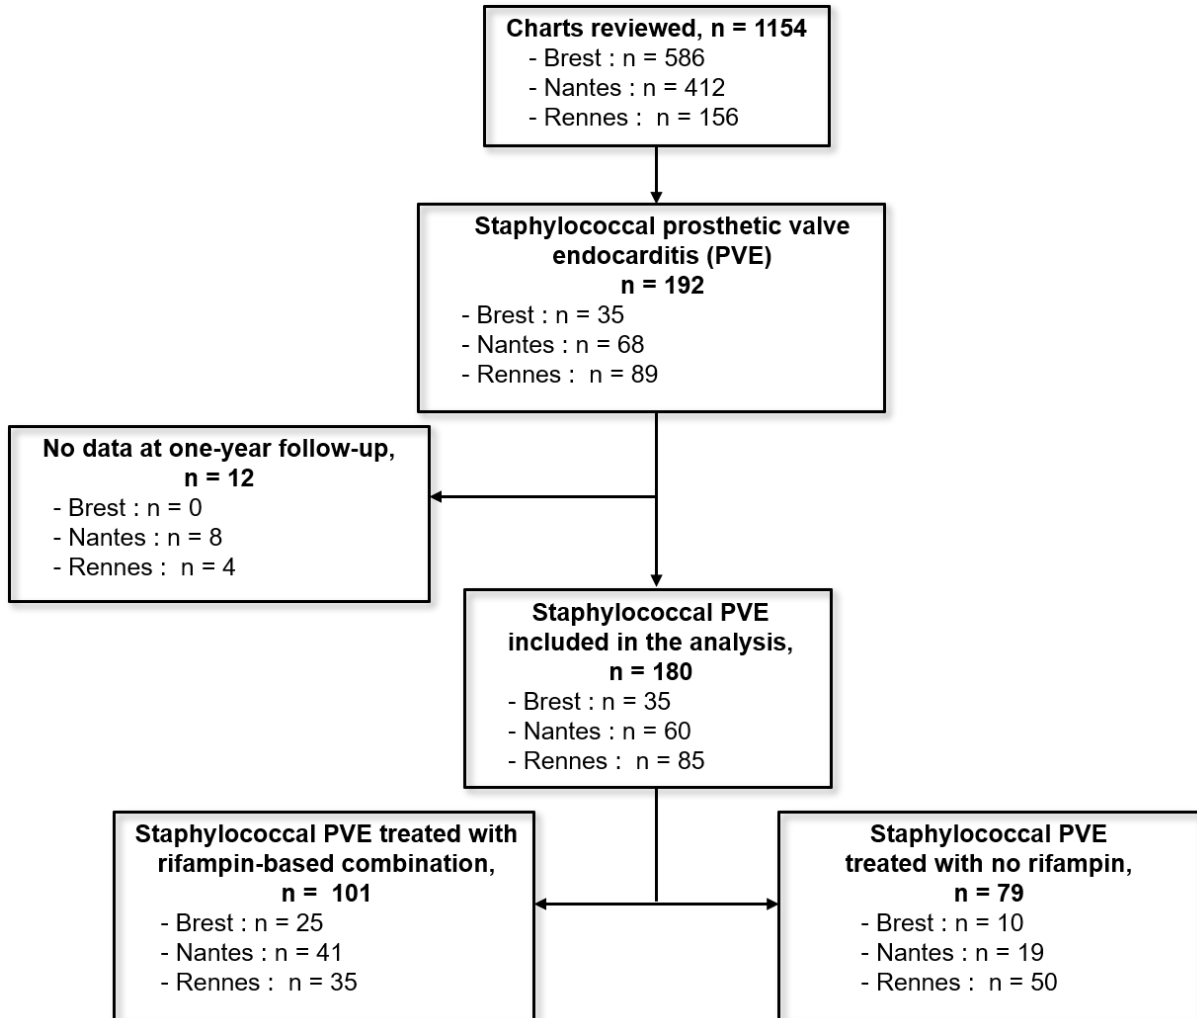 Charts reviewed, n = 1154
- Brest : n = 586
- Nantes : n = 412
- Rennes :  n = 156
Staphylococcal prosthetic valve
endocarditis (PVE)
n = 192
- Brest : n = 35
- Nantes : n = 68
- Rennes :  n = 89
No data at one-year follow-up,
n = 12
- Brest : n = 0
- Nantes : n = 8
- Rennes :  n = 4
Staphylococcal PVE
included in the analysis,
n = 180
- Brest : n = 35
- Nantes : n = 60
- Rennes :  n = 85
Staphylococcal PVE treated with
rifampin-based combination,
n =  101
- Brest : n = 25
- Nantes : n = 41
- Rennes :  n = 35
Staphylococcal PVE
treated with no rifampin,
n = 79
- Brest : n = 10
- Nantes : n = 19
- Rennes :  n = 50